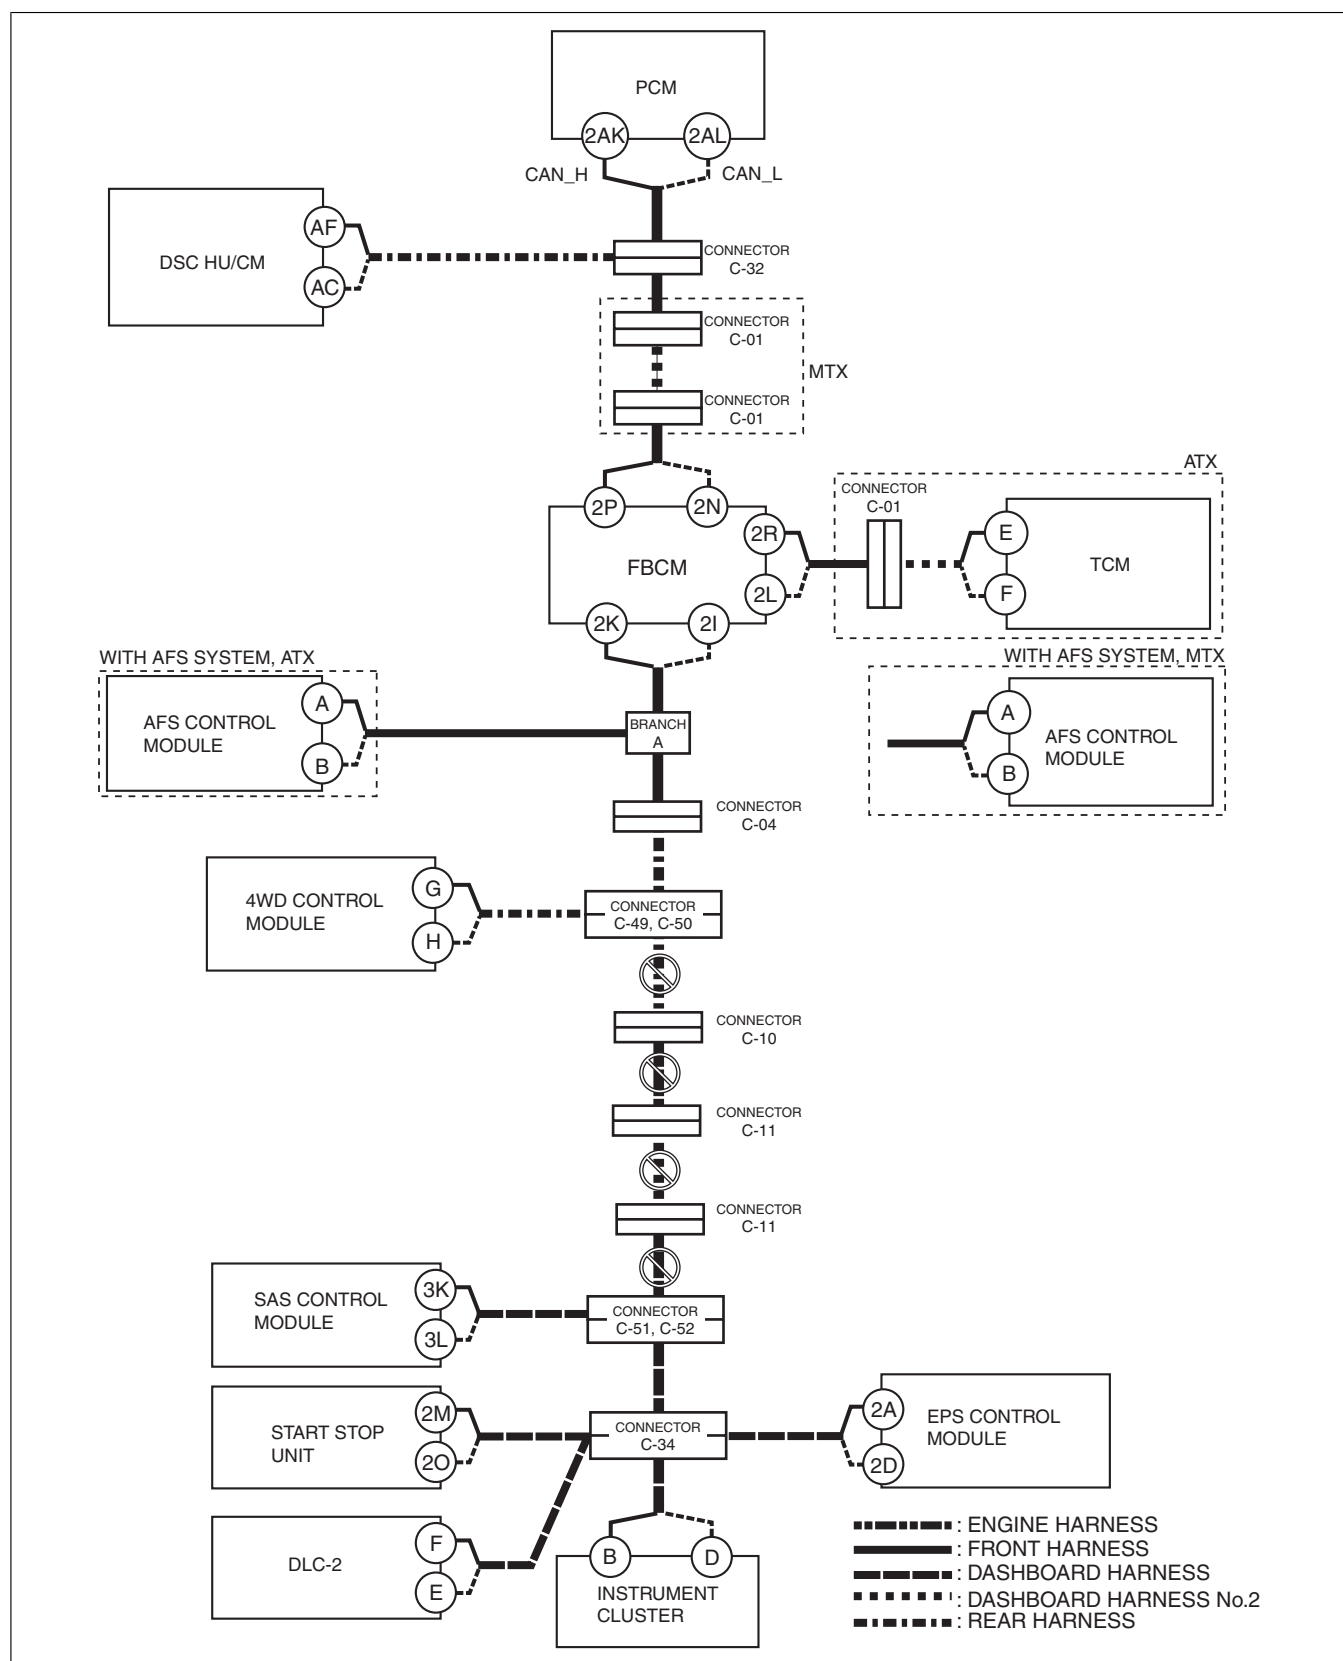 PCM
2AK
2AL
CAN_H
CAN_L
AF
DSC HU/CM
AC
CONNECTOR
C-32
CONNECTOR
C-01
MTX
CONNECTOR
C-01
ATX
CONNECTOR
C-01
2P
2N
2R
E
FBCM
TCM
2L
F
2K
2I
WITH AFS SYSTEM, ATX
WITH AFS SYSTEM, MTX
A
AFS CONTROL
MODULE
B
BRANCH
A
A
AFS CONTROL
MODULE
B
CONNECTOR
C-04
G
4WD CONTROL
MODULE
H
CONNECTOR
C-49, C-50
CONNECTOR
C-10
CONNECTOR
C-11
CONNECTOR
C-11
3K
SAS CONTROL
MODULE
3L
CONNECTOR
C-51, C-52
2M
START STOP
UNIT
2O
CONNECTOR
C-34
2A
EPS CONTROL
MODULE
2D
F
DLC-2
E
B
D
INSTRUMENT
CLUSTER
: ENGINE HARNESS
: FRONT HARNESS
: DASHBOARD HARNESS
: DASHBOARD HARNESS No.2
: REAR HARNESS